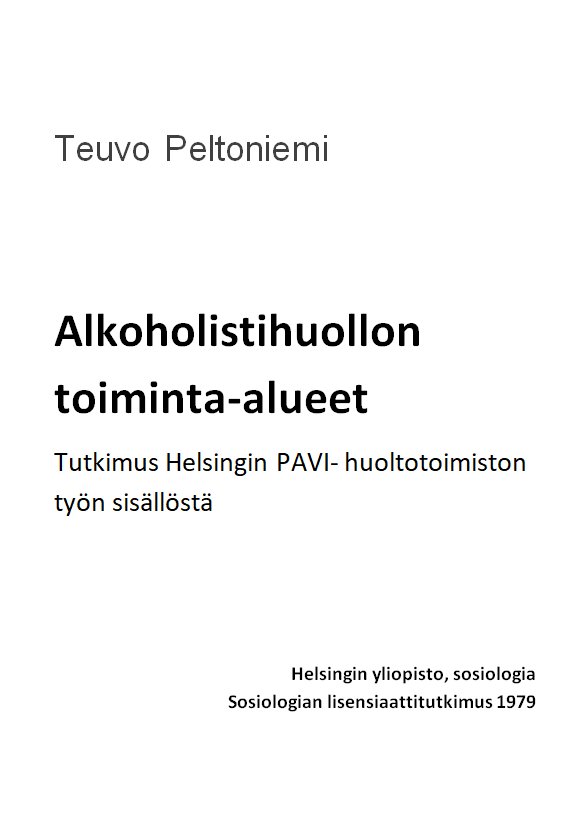 Teuvo Peltoniemi
Alkoholistihuollon
toiminta-alueet
Tutkimus Helsingin PAVI- huoltotoimiston
työn sisällöstä
Helsingin yliopisto, sosiologia
Sosiologian lisensiaattitutkimus 1979